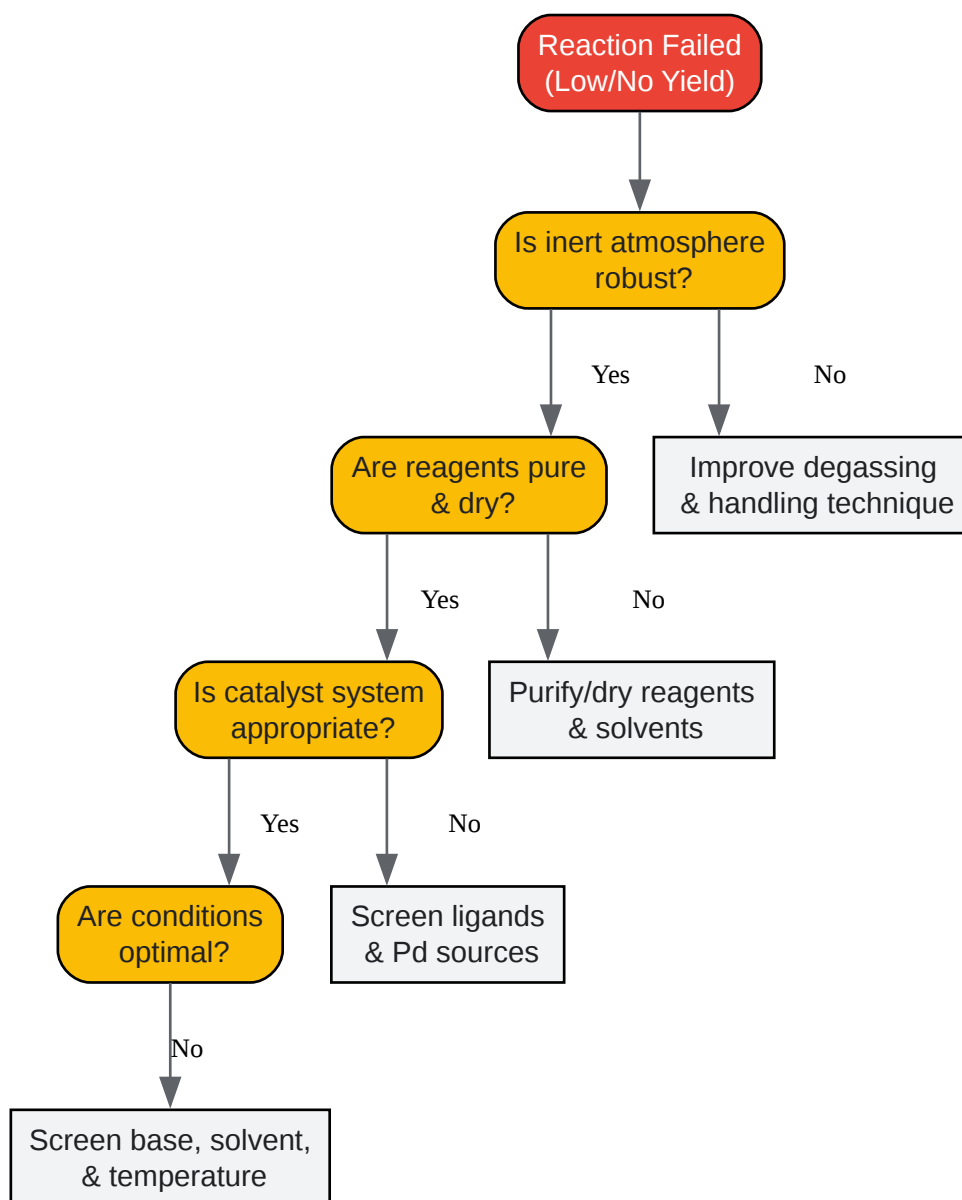 Reaction Failed
(Low/No Yield)
Is inert atmosphere
robust?
Yes
No
Are reagents pure
& dry?
Improve degassing
& handling technique
Yes
No
Is catalyst system
appropriate?
Purify/dry reagents
& solvents
Yes
No
Are conditions
optimal?
Screen ligands
& Pd sources
No
Screen base, solvent,
& temperature